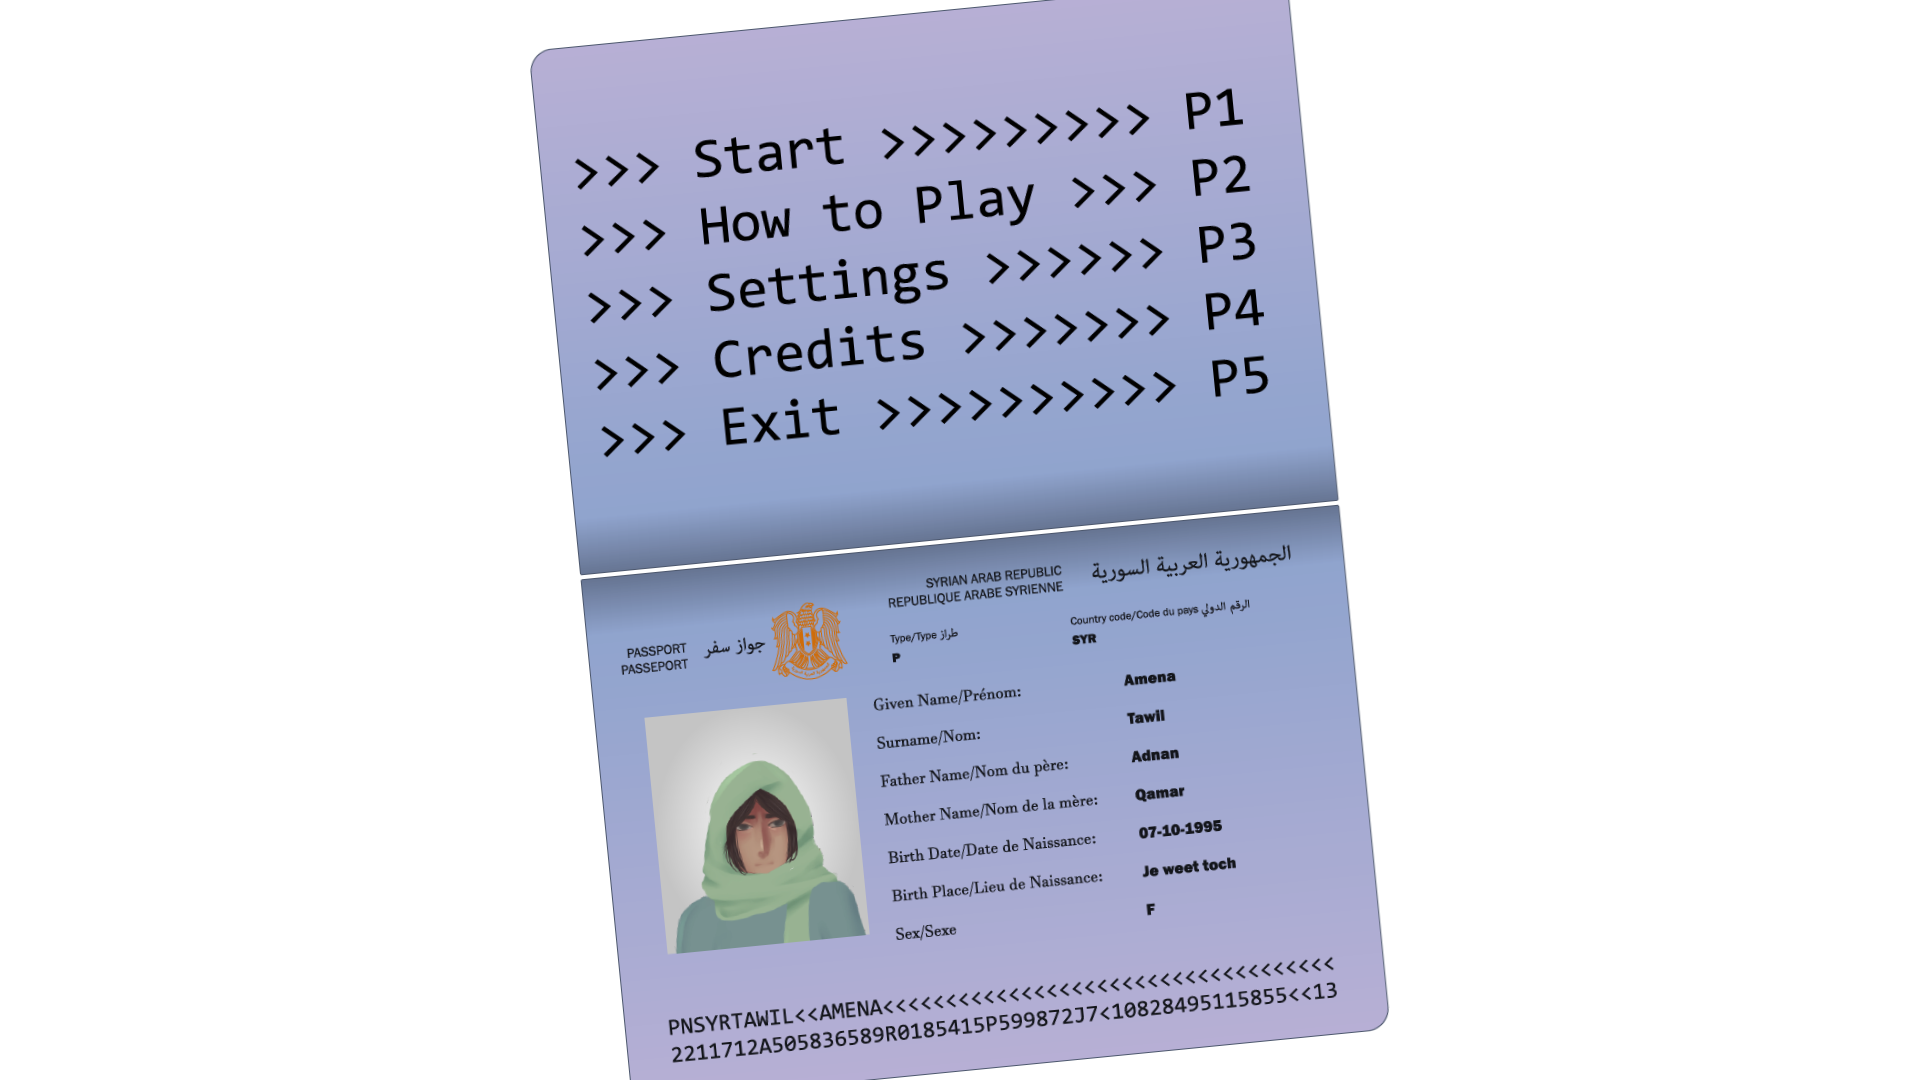 >>> Start >>>>>>>>> P1
>>> How to Play >>> P2
>>> Settings >>>>>> P3
>>> Credits >>>>>>> P4
>>> Exit >>>>>>>>>> P5
SYRIAN ARAB REPUBLIC
REPUBLIQUE ARABE SYRIENNE
الجمهورية العربية السورية
PASSPORT
PASSEPORT
جواز سفر
Type/Type طراز
P
Country code/Code du pays الرقم الدولي
SYR
Given Name/Prénom: Amena
Surname/Nom: Tawil
Father Name/Nom du père: Adnan
Mother Name/Nom de la mère: Qamar
Birth Date/Date de Naissance: 07-10-1995
Birth Place/Lieu de Naissance: Je weet toch
Sex/Sexe F
PNSYRTAWIL<<AMENA<<<<<<<<<<<<<<<<<<<<<<<<<<<<<<<<<<<<
2211712A505836589R0185415P599872J7<10828495115855<<13